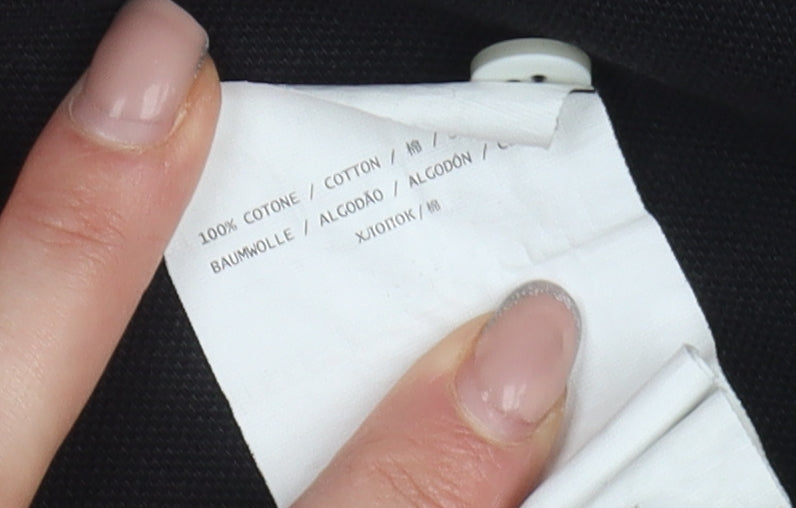 100% COTONE / COTTON / 棉 /
BAUMWOLLE / ALGODÃO / ALGODÓN /
ХЛОПОК/棉